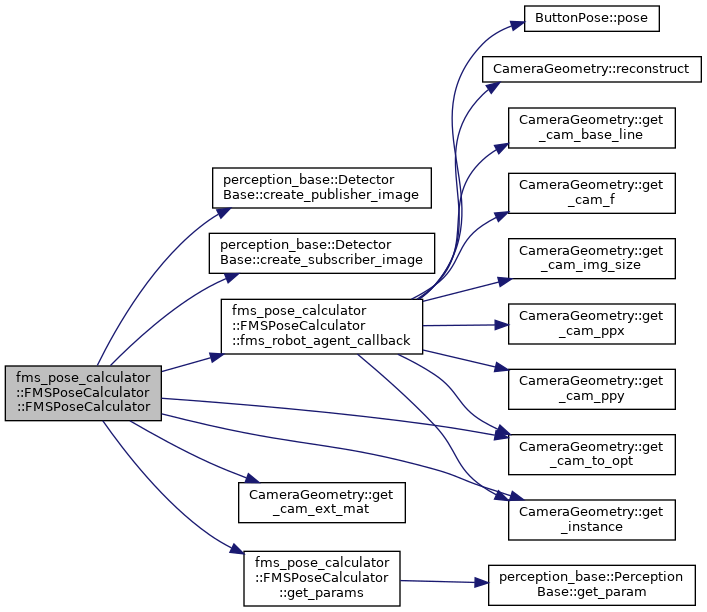 ButtonPose::pose
CameraGeometry::reconstruct
CameraGeometry::get
_cam_base_line
perception_base::Detector
Base::create_publisher_image
CameraGeometry::get
_cam_f
perception_base::Detector
Base::create_subscriber_image
CameraGeometry::get
_cam_img_size
fms_pose_calculator
::FMSPoseCalculator
::fms_robot_agent_callback
CameraGeometry::get
_cam_ppx
fms_pose_calculator
::FMSPoseCalculator
::FMSPoseCalculator
CameraGeometry::get
_cam_ppy
CameraGeometry::get
_cam_to_opt
CameraGeometry::get
_cam_ext_mat
CameraGeometry::get
_instance
fms_pose_calculator
::FMSPoseCalculator
::get_params
perception_base::Perception
Base::get_param